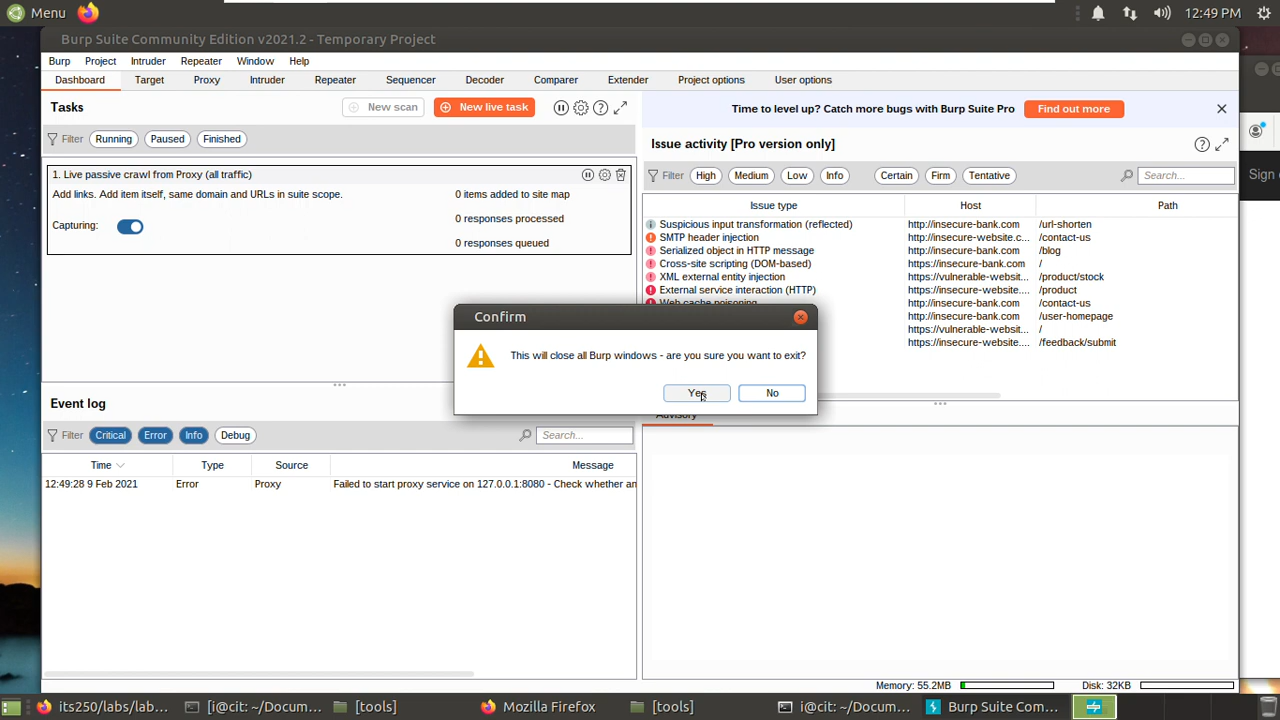 Menu
12:49 PM
Burp Suite Community Edition v2021.2 - Temporary Project
Burp Project Intruder Repeater Window Help
Dashboard Target Proxy Intruder Repeater Sequencer Decoder Comparer Extender Project options User options
Tasks
New scan
New live task
Filter Running Paused Finished
1. Live passive crawl from Proxy (all traffic)
Add links. Add item itself, same domain and URLs in suite scope.
0 items added to site map
Capturing:
0 responses processed
0 responses queued
Time to level up? Catch more bugs with Burp Suite Pro
Find out more
Issue activity [Pro version only]
Filter High Medium Low Info Certain Firm Tentative Search...
Issue type Host Path
Suspicious input transformation (reflected) http://insecure-bank.com /url-shorten
SMTP header injection http://insecure-website.c... /contact-us
Serialized object in HTTP message http://insecure-bank.com /blog
Cross-site scripting (DOM-based) https://insecure-bank.com /
XML external entity injection https://vulnerable-websit... /product/stock
External service interaction (HTTP) https://insecure-website.... /product
Web cache poisoning http://insecure-bank.com /contact-us
http://insecure-bank.com /user-homepage
https://vulnerable-websit... /
https://insecure-website.... /feedback/submit
Confirm
This will close all Burp windows - are you sure you want to exit?
Yes No
Advisory
Event log
Filter Critical Error Info Debug Search...
Time Type Source Message
12:49:28 9 Feb 2021 Error Proxy Failed to start proxy service on 127.0.0.1:8080 - Check whether an
Memory: 55.2MB Disk: 32KB
Sign
its250/labs/lab... [i@cit: ~/Docum... [tools] Mozilla Firefox [tools] i@cit: ~/Docum... Burp Suite Com...